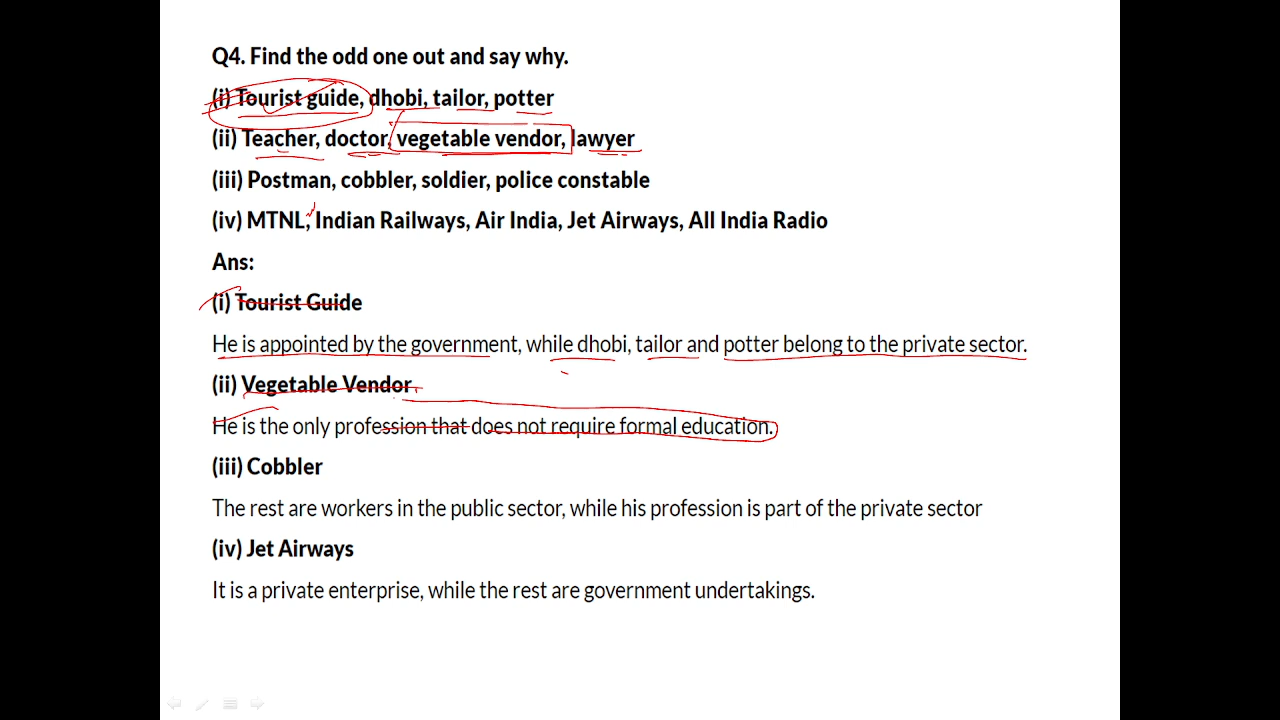 Q4. Find the odd one out and say why.
(i) Tourist guide, dhobi, tailor, potter
(ii) Teacher, doctor, vegetable vendor, lawyer
(iii) Postman, cobbler, soldier, police constable
(iv) MTNL, Indian Railways, Air India, Jet Airways, All India Radio
Ans:
(i) Tourist Guide
He is appointed by the government, while dhobi, tailor and potter belong to the private sector.
(ii) Vegetable Vendor
He is the only profession that does not require formal education.
(iii) Cobbler
The rest are workers in the public sector, while his profession is part of the private sector
(iv) Jet Airways
It is a private enterprise, while the rest are government undertakings.